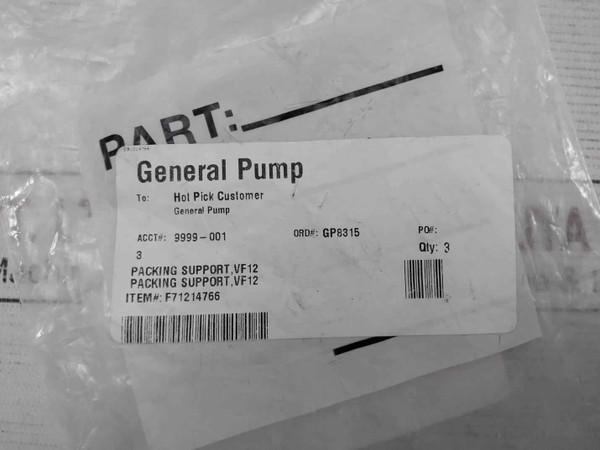 PART:
General Pump
To: Hot Pick Customer
General Pump
ACCT#: 9999-001 ORD#: GP8315 PO#:
3 Qty: 3
PACKING SUPPORT,VF12
PACKING SUPPORT,VF12
ITEM#: F71214766